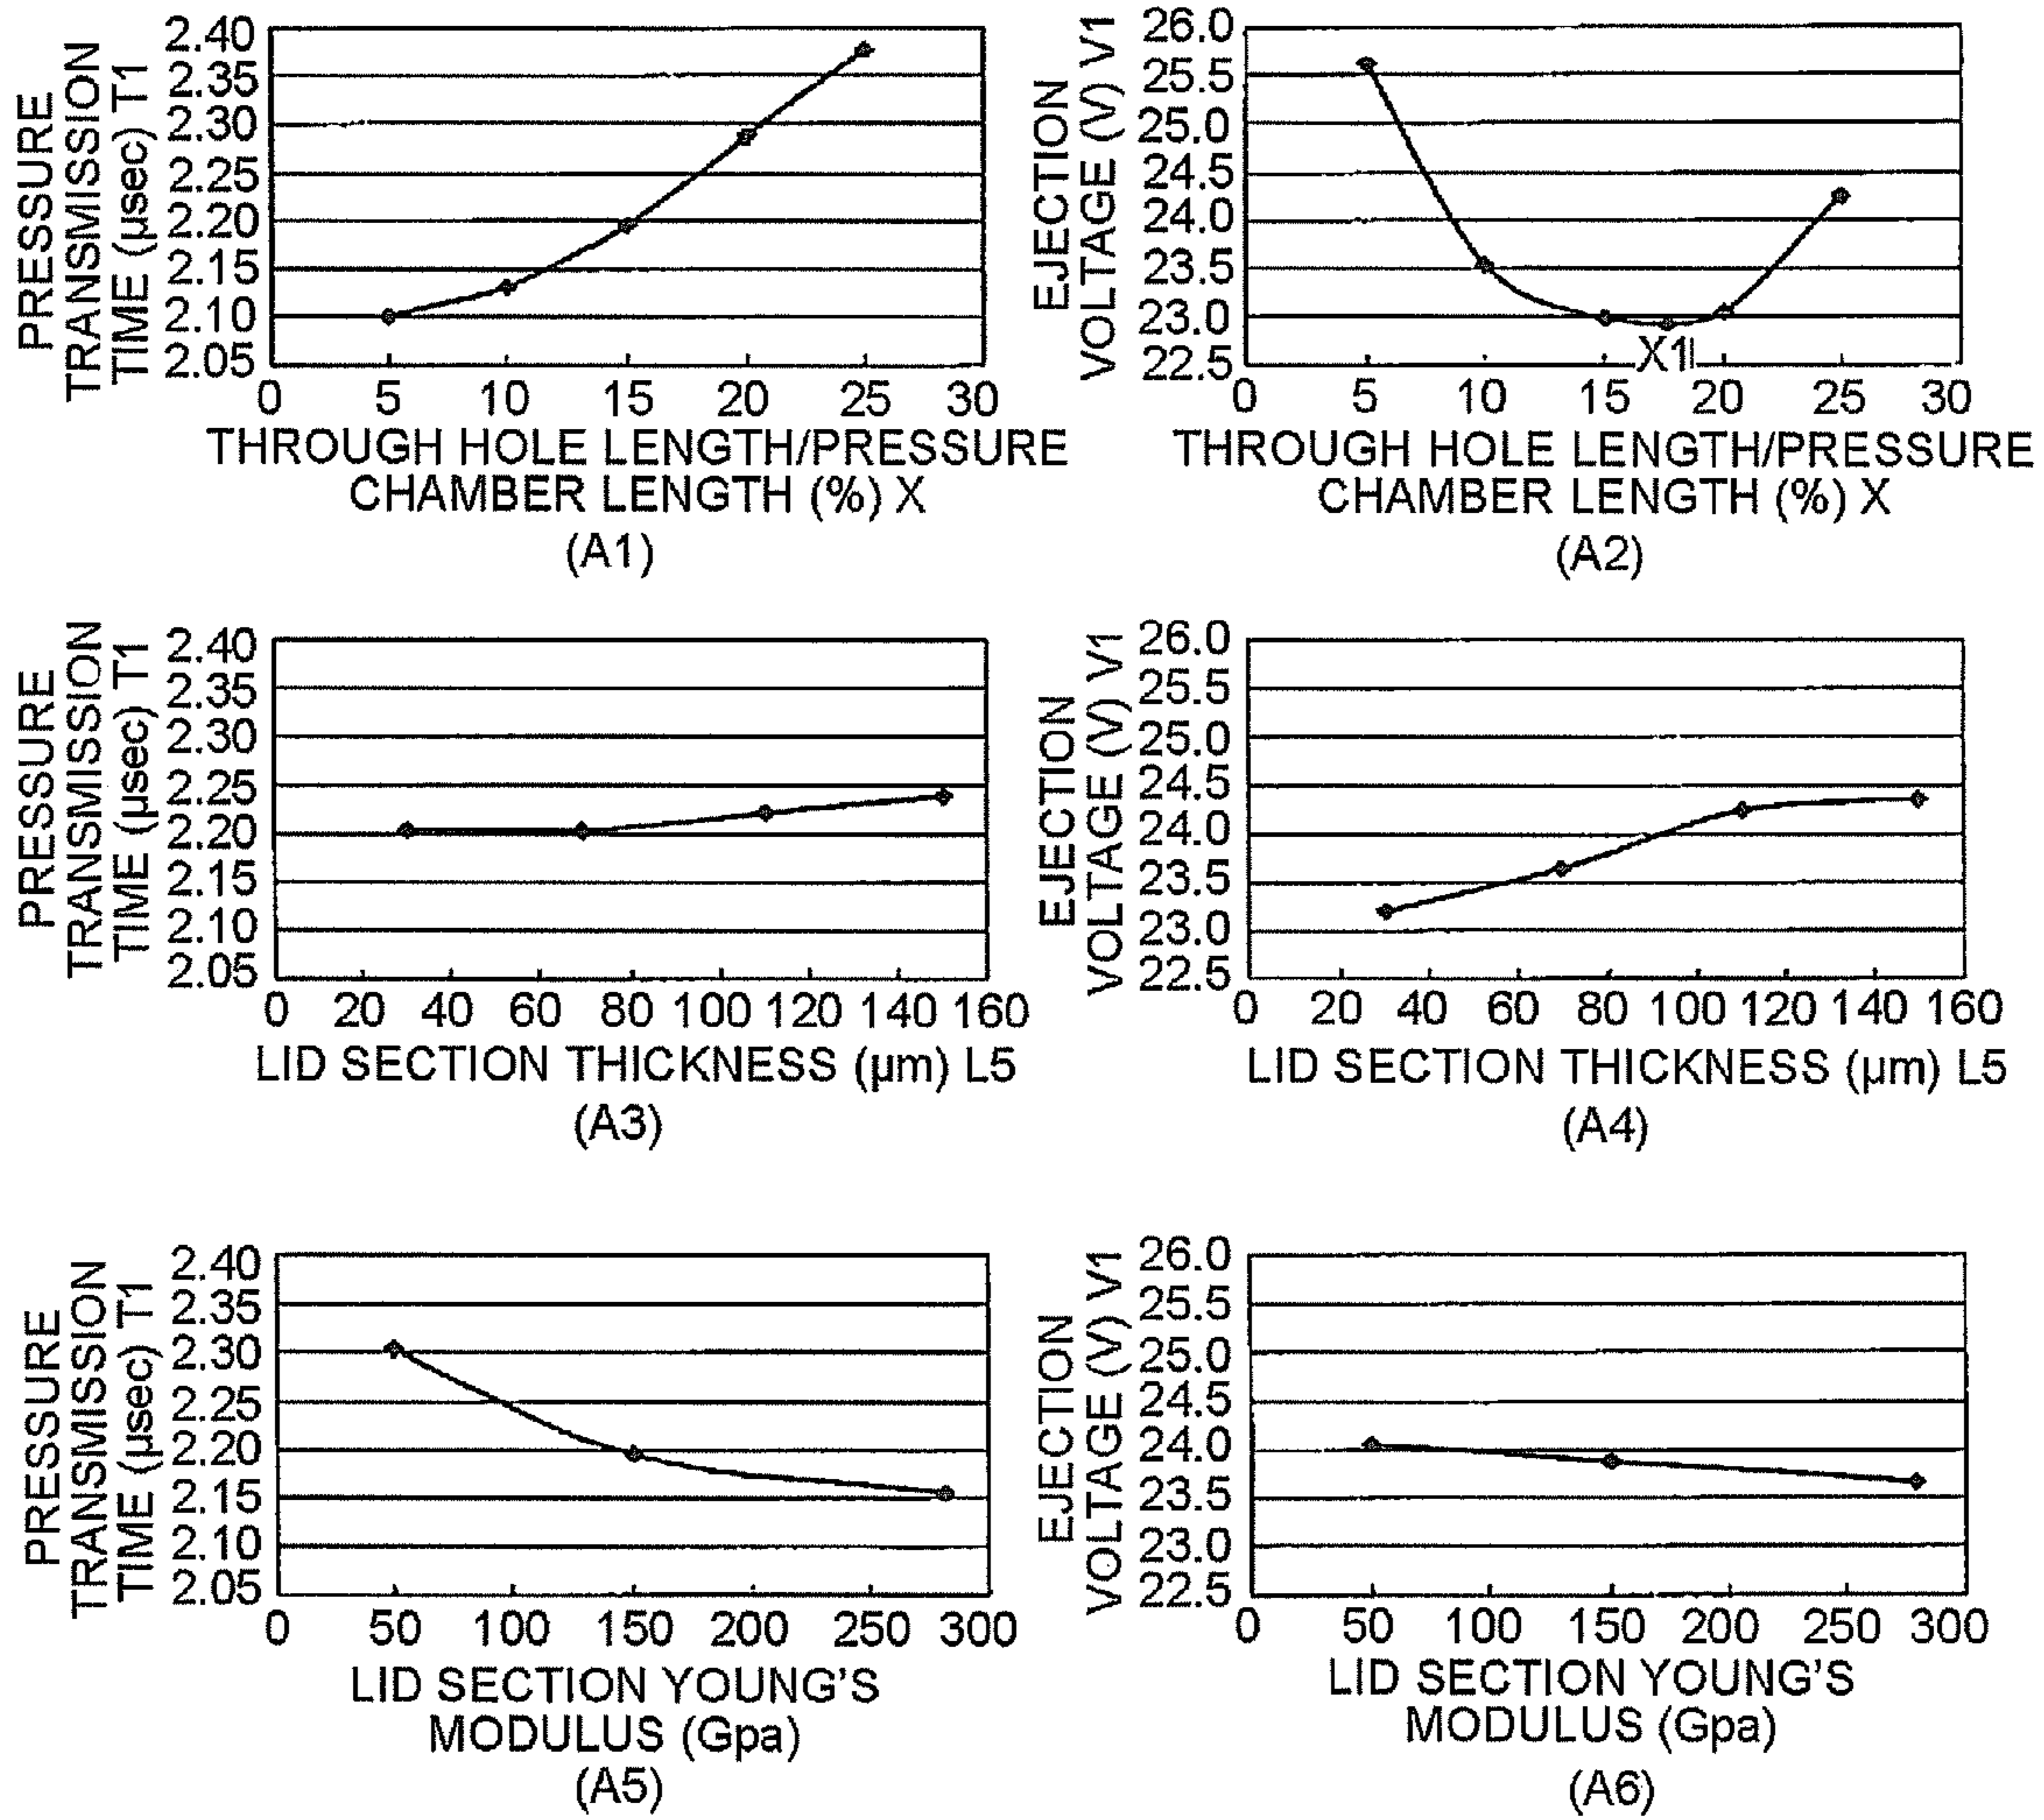 PRESSURE
TRANSMISSION
TIME (µsec) T1
2.40
2.35
2.30
2.25
2.20
2.15
2.10
2.05
0 5 10 15 20 25 30
THROUGH HOLE LENGTH/PRESSURE
CHAMBER LENGTH (%) X
(A1)
EJECTION
VOLTAGE (V) V1
26.0
25.5
25.0
24.5
24.0
23.5
23.0
22.5
X1
0 5 10 15 20 25 30
THROUGH HOLE LENGTH/PRESSURE
CHAMBER LENGTH (%) X
(A2)
PRESSURE
TRANSMISSION
TIME (µsec) T1
2.40
2.35
2.30
2.25
2.20
2.15
2.10
2.05
0 20 40 60 80 100 120 140 160
LID SECTION THICKNESS (µm) L5
(A3)
EJECTION
VOLTAGE (V) V1
26.0
25.5
25.0
24.5
24.0
23.5
23.0
22.5
0 20 40 60 80 100 120 140 160
LID SECTION THICKNESS (µm) L5
(A4)
PRESSURE
TRANSMISSION
TIME (µsec) T1
2.40
2.35
2.30
2.25
2.20
2.15
2.10
2.05
0 50 100 150 200 250 300
LID SECTION YOUNG'S
MODULUS (Gpa)
(A5)
EJECTION
VOLTAGE (V) V1
26.0
25.5
25.0
24.5
24.0
23.5
23.0
22.5
0 50 100 150 200 250 300
LID SECTION YOUNG'S
MODULUS (Gpa)
(A6)